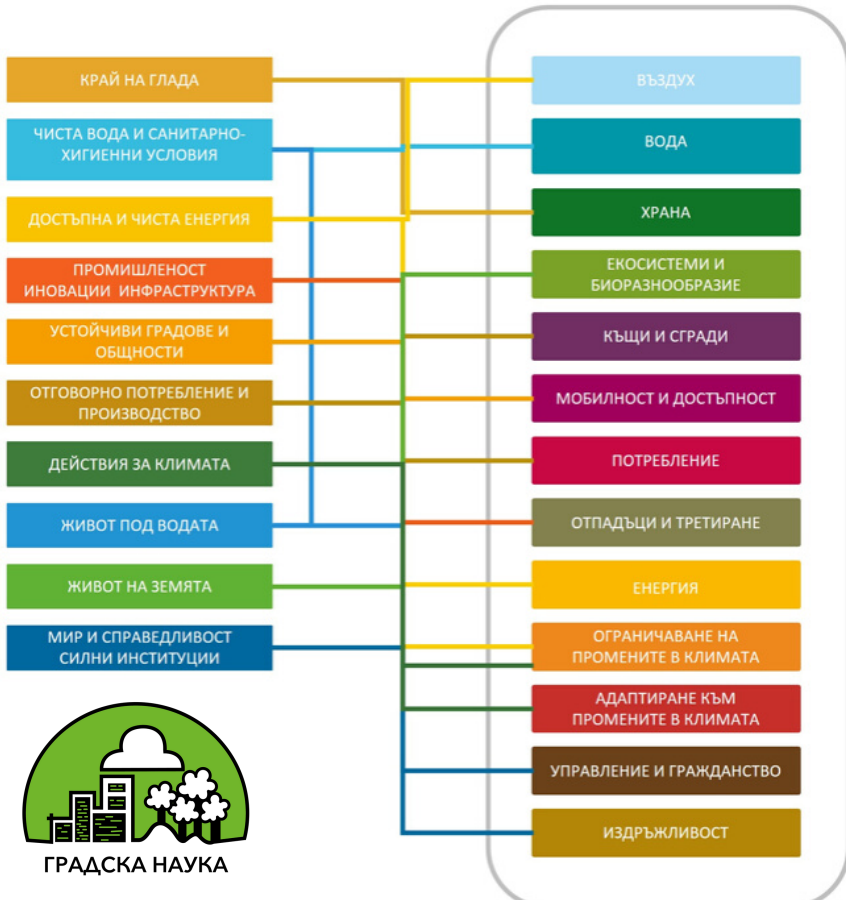 КРАЙ НА ГЛАДА
ЧИСТА ВОДА И САНИТАРНО-
ХИГИЕННИ УСЛОВИЯ
ДОСТЪПНА И ЧИСТА ЕНЕРГИЯ
ПРОМИШЛЕНОСТ
ИНОВАЦИИ ИНФРАСТРУКТУРА
УСТОЙЧИВИ ГРАДОВЕ И
ОБЩНОСТИ
ОТГОВОРНО ПОТРЕБЛЕНИЕ И
ПРОИЗВОДСТВО
ДЕЙСТВИЯ ЗА КЛИМАТА
ЖИВОТ ПОД ВОДАТА
ЖИВОТ НА ЗЕМЯТА
МИР И СПРАВЕДЛИВОСТ
СИЛНИ ИНСТИТУЦИИ
ГРАДСКА НАУКА
ВЪЗДУХ
ВОДА
ХРАНА
ЕКОСИСТЕМИ И
БИОРАЗНООБРАЗИЕ
КЪЩИ И СГРАДИ
МОБИЛНОСТ И ДОСТЪПНОСТ
ПОТРЕБЛЕНИЕ
ОТПАДЪЦИ И ТРЕТИРАНЕ
ЕНЕРГИЯ
ОГРАНИЧАВАНЕ НА
ПРОМЕНИТЕ В КЛИМАТА
АДАПТИРАНЕ КЪМ
ПРОМЕНИТЕ В КЛИМАТА
УПРАВЛЕНИЕ И ГРАЖДАНСТВО
ИЗДРЪЖЛИВОСТ